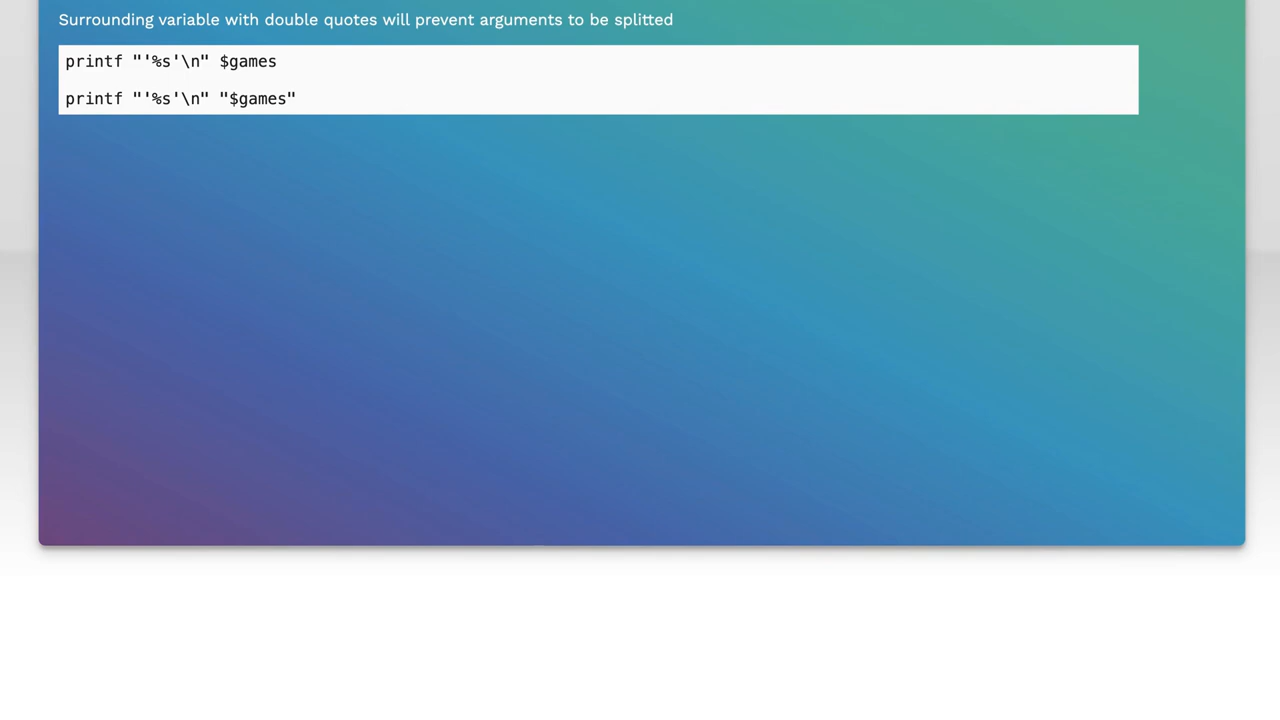 Surrounding variable with double quotes will prevent arguments to be splitted
printf "'%s'\n" $games
printf "'%s'\n" "$games"